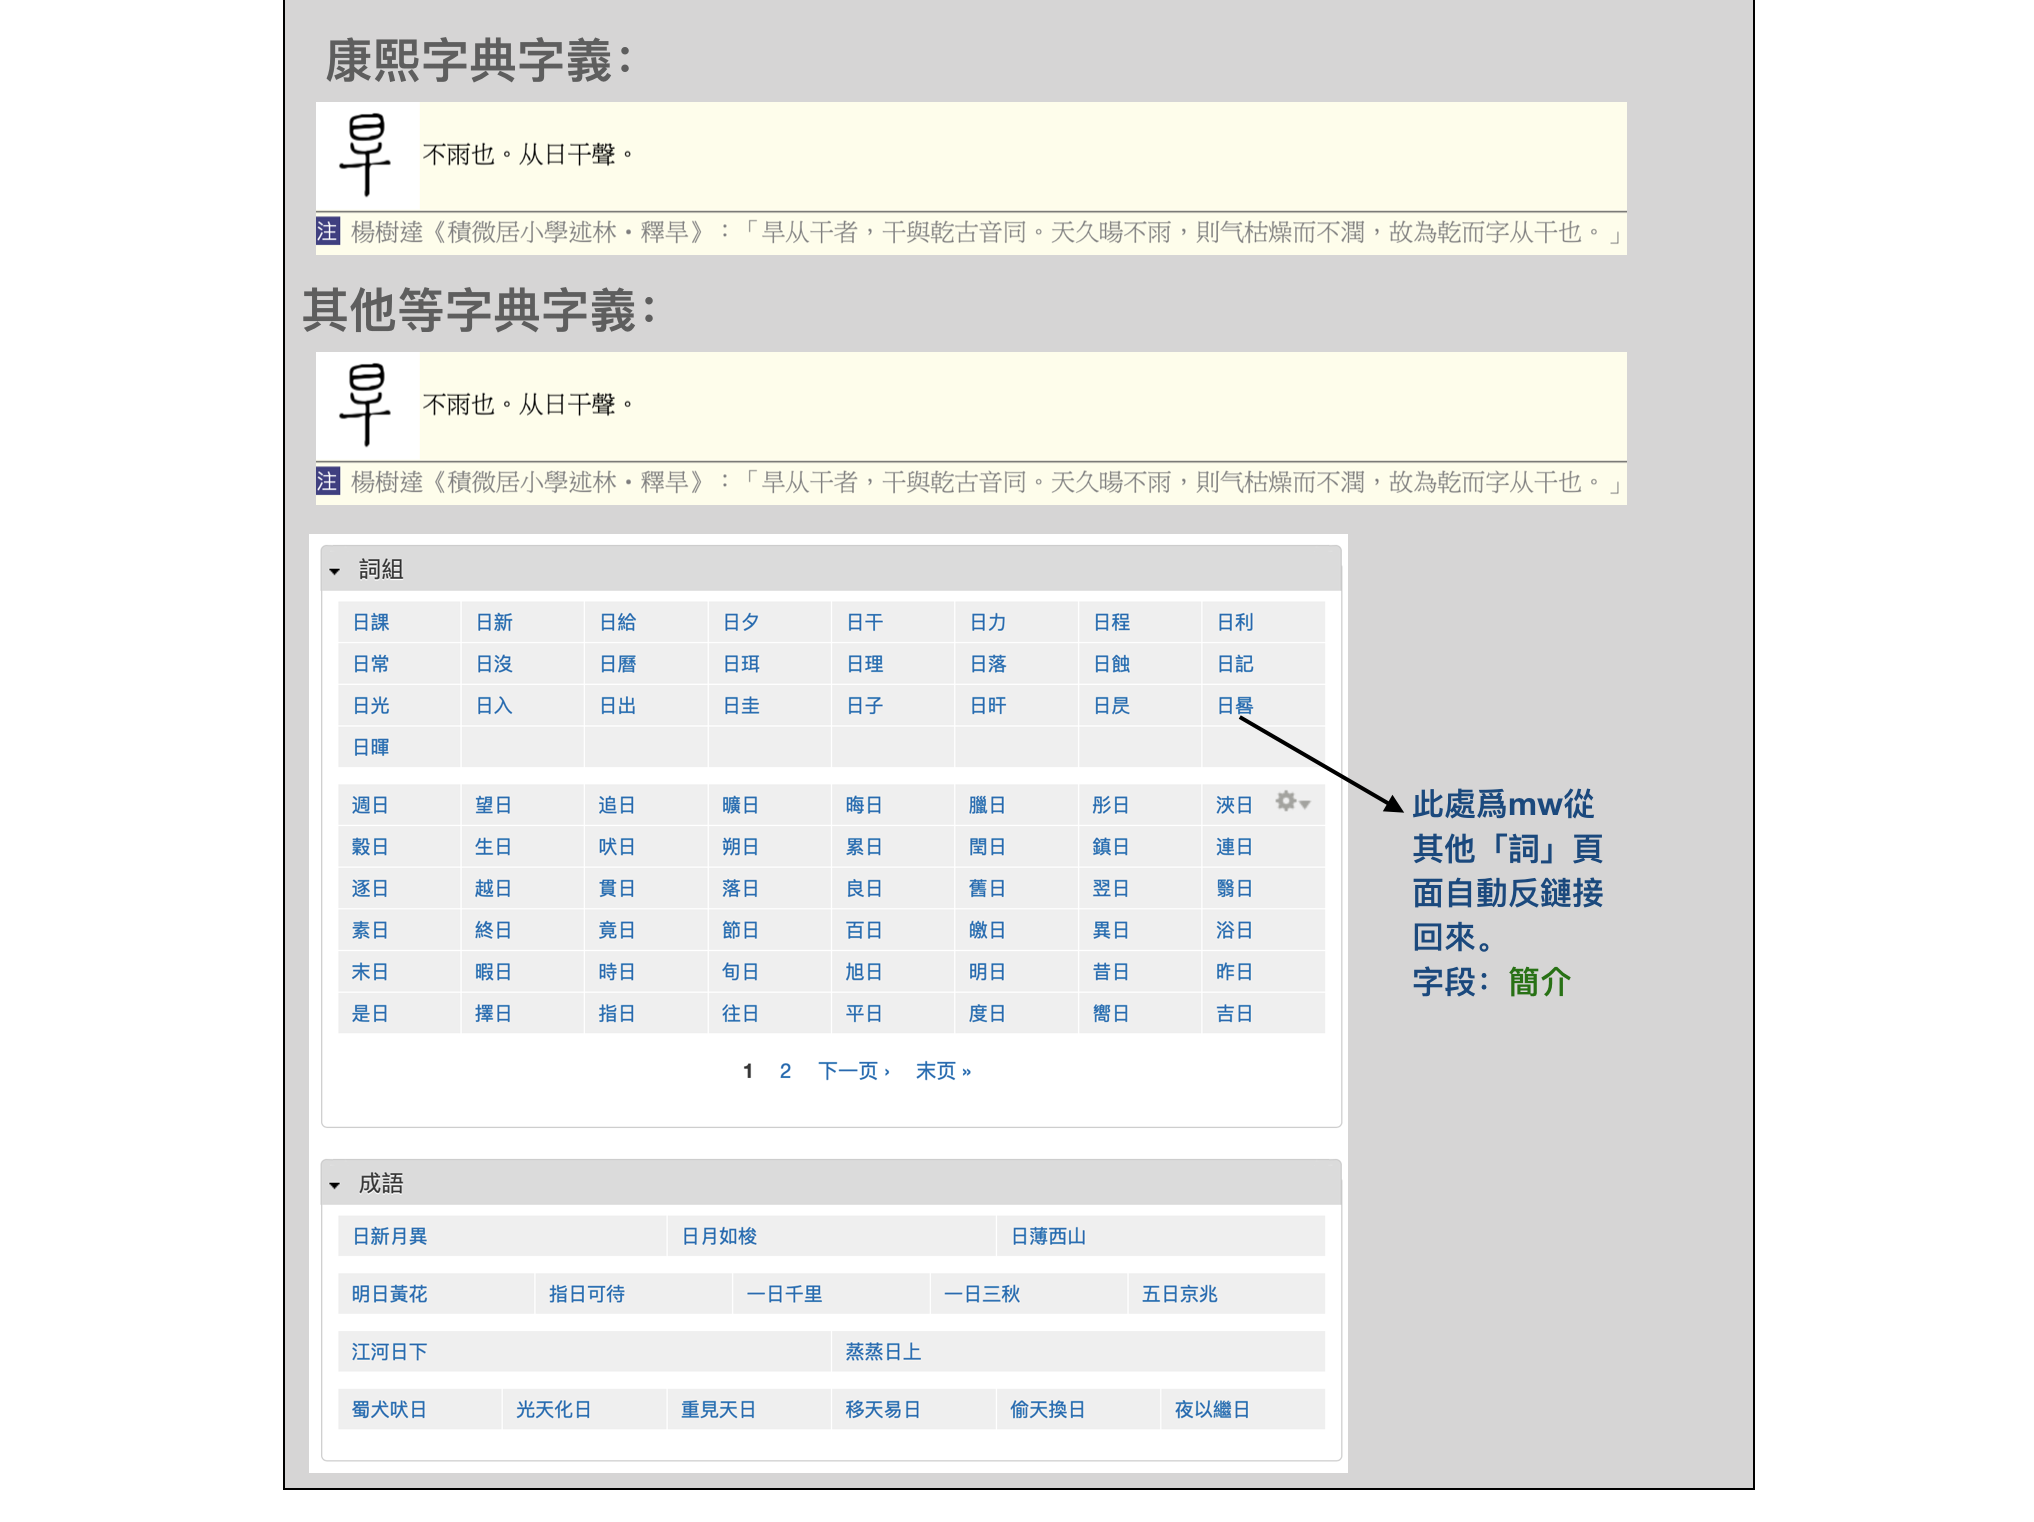 康熙字典字義：
旱 不雨也。从日干聲。
注 楊樹達《積微居小學述林・釋旱》：「旱从干者，干與乾古音同。天久暘不雨，則气枯燥而不潤，故為乾而字从干也。」
其他等字典字義：
旱 不雨也。从日干聲。
注 楊樹達《積微居小學述林・釋旱》：「旱从干者，干與乾古音同。天久暘不雨，則气枯燥而不潤，故為乾而字从干也。」
詞組
日課 日新 日給 日夕 日干 日力 日程 日利
日常 日沒 日曆 日珥 日理 日落 日蝕 日記
日光 日入 日出 日圭 日子 日旰 日昃 日晷
日暉
週日 望日 追日 曠日 晦日 臘日 彤日 浹日
穀日 生日 吠日 朔日 累日 閏日 鎮日 連日
逐日 越日 貫日 落日 良日 舊日 翌日 翳日
素日 終日 竟日 節日 百日 皦日 異日 浴日
末日 暇日 時日 旬日 旭日 明日 昔日 昨日
是日 擇日 指日 往日 平日 度日 嚮日 吉日
1 2 下一页 › 末页 »
此處爲mw從
其他「詞」頁
面自動反鏈接
回來。
字段：簡介
成語
日新月異 日月如梭 日薄西山
明日黃花 指日可待 一日千里 一日三秋 五日京兆
江河日下 蒸蒸日上
蜀犬吠日 光天化日 重見天日 移天易日 偷天換日 夜以繼日